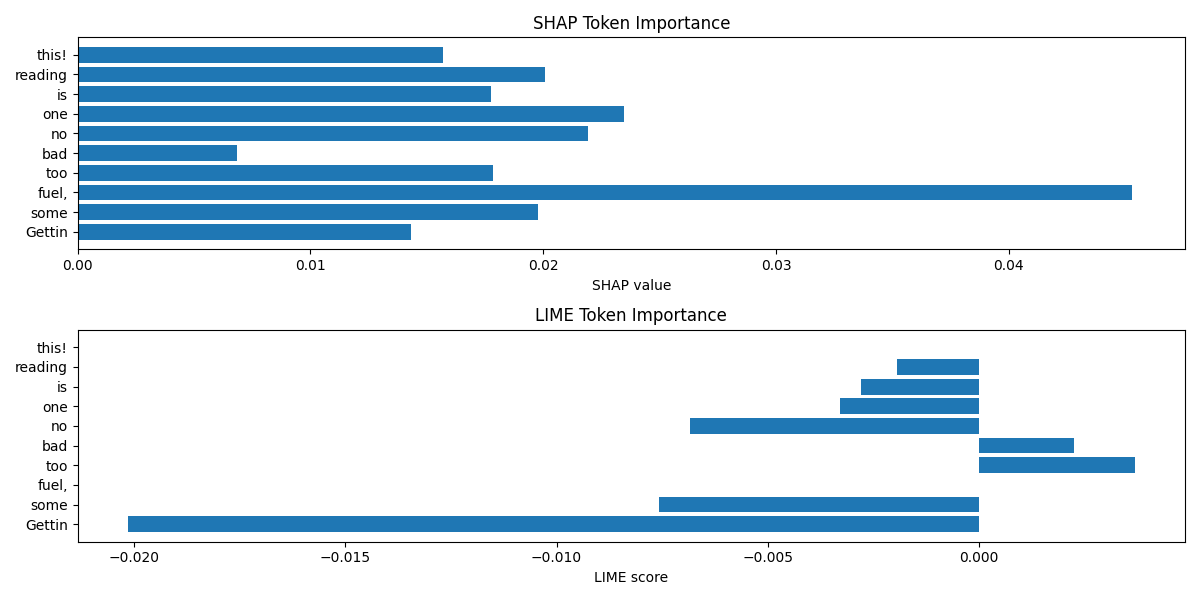 SHAP Token Importance
this!
reading
is
one
no
bad
too
fuel,
some
Gettin
0.00 0.01 0.02 0.03 0.04
SHAP value
LIME Token Importance
this!
reading
is
one
no
bad
too
fuel,
some
Gettin
−0.020 −0.015 −0.010 −0.005 0.000
LIME score